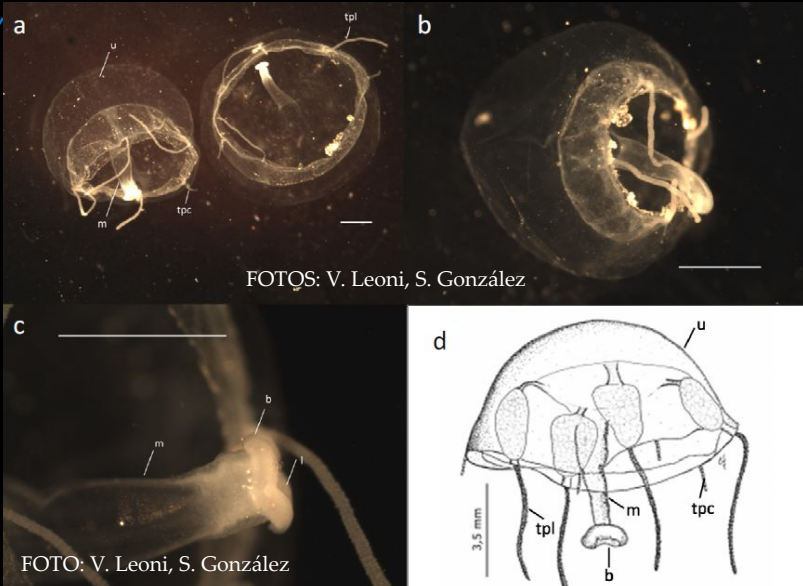 a
u
tpl
m
tpc
b
FOTOS: V. Leoni, S. González
c
b
m
l
FOTO: V. Leoni, S. González
d
u
3,5 mm
tpl
m
tpc
b